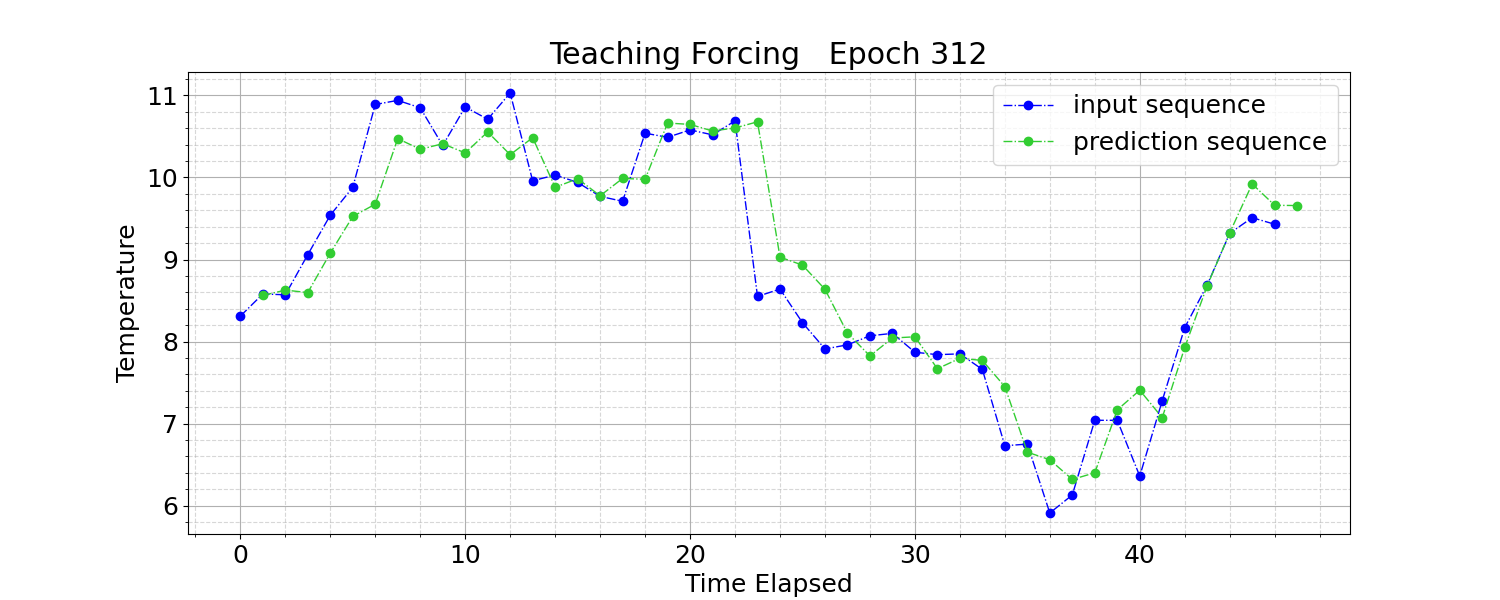 Teaching Forcing   Epoch 312
input sequence
prediction sequence
Temperature
11
10
9
8
7
6
0 10 20 30 40
Time Elapsed